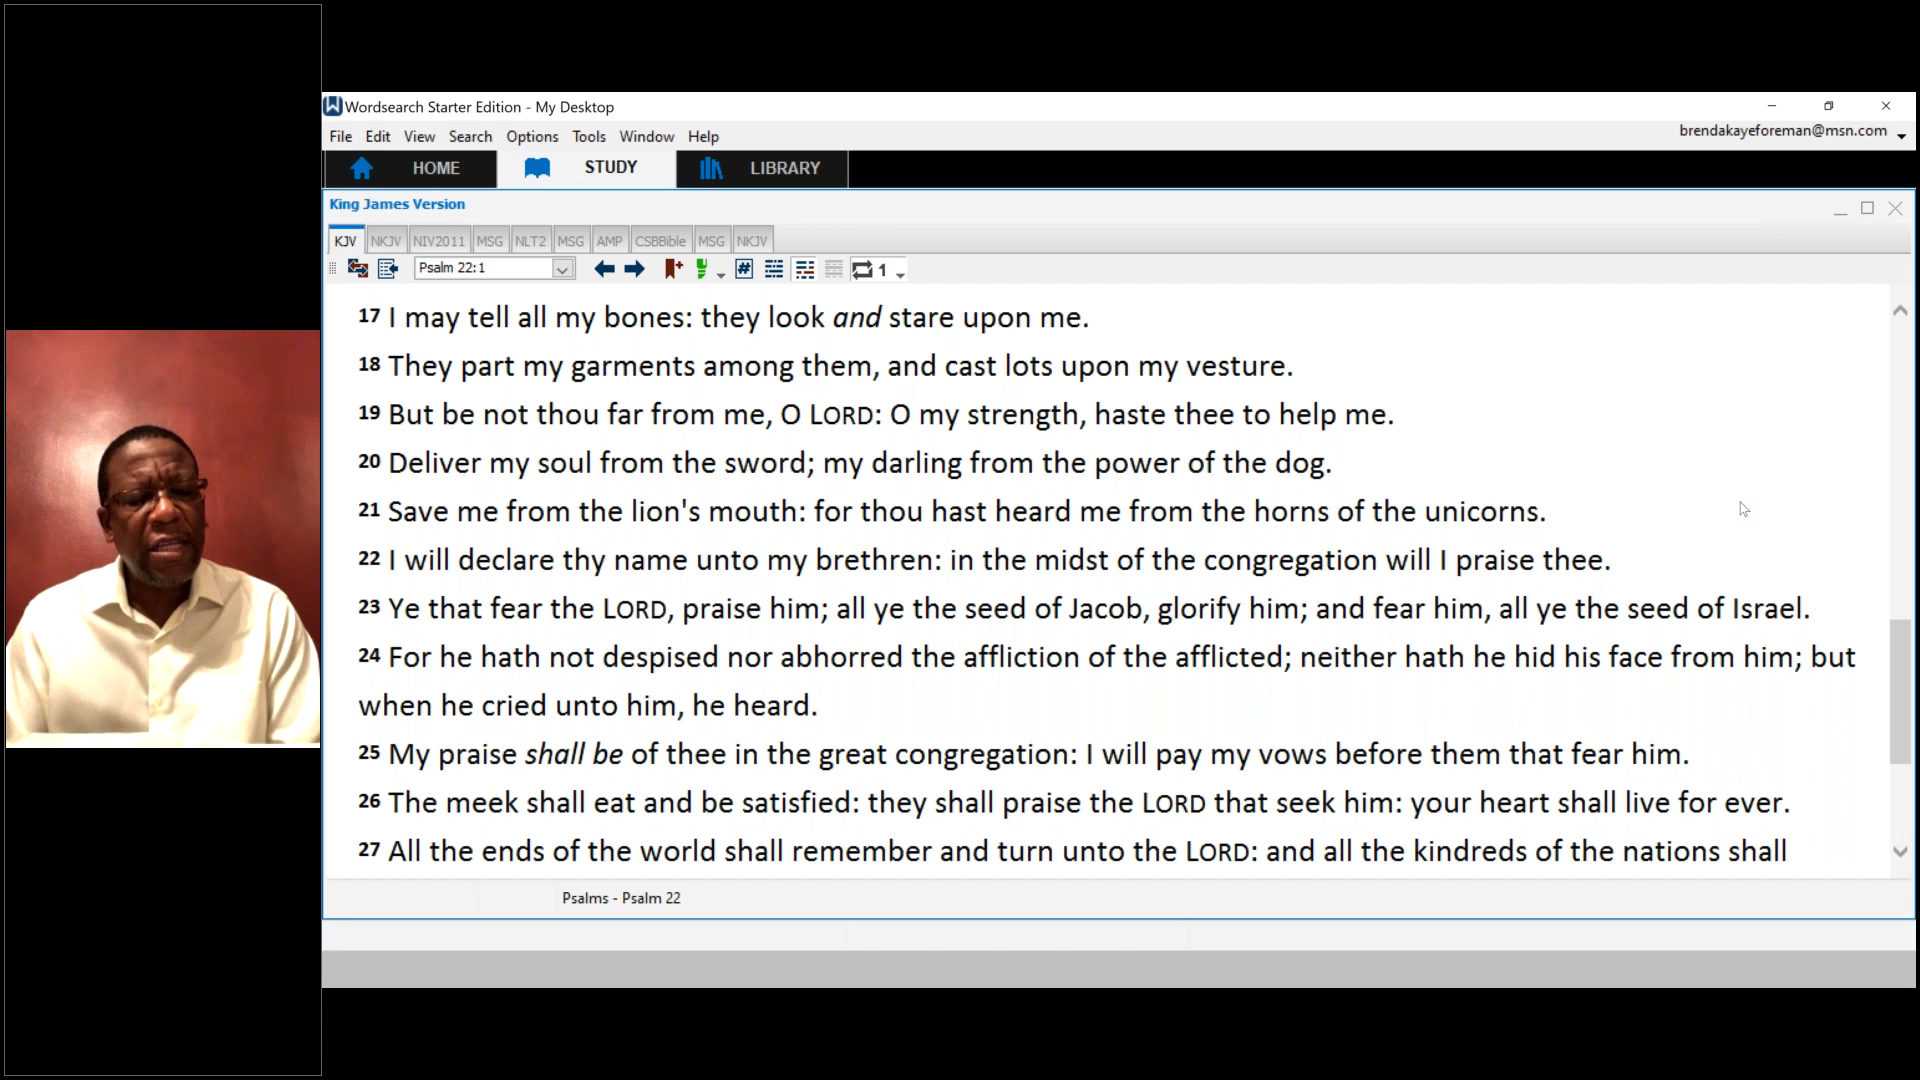 Wordsearch Starter Edition - My Desktop
File Edit View Search Options Tools Window Help
brendakayeforeman@msn.com
HOME STUDY LIBRARY
King James Version
KJV NKJV NIV2011 MSG NLT2 MSG AMP CSBBible MSG NKJV
Psalm 22:1 # 1
17 I may tell all my bones: they look and stare upon me.
18 They part my garments among them, and cast lots upon my vesture.
19 But be not thou far from me, O LORD: O my strength, haste thee to help me.
20 Deliver my soul from the sword; my darling from the power of the dog.
21 Save me from the lion's mouth: for thou hast heard me from the horns of the unicorns.
22 I will declare thy name unto my brethren: in the midst of the congregation will I praise thee.
23 Ye that fear the LORD, praise him; all ye the seed of Jacob, glorify him; and fear him, all ye the seed of Israel.
24 For he hath not despised nor abhorred the affliction of the afflicted; neither hath he hid his face from him; but
when he cried unto him, he heard.
25 My praise shall be of thee in the great congregation: I will pay my vows before them that fear him.
26 The meek shall eat and be satisfied: they shall praise the LORD that seek him: your heart shall live for ever.
27 All the ends of the world shall remember and turn unto the LORD: and all the kindreds of the nations shall
Psalms - Psalm 22